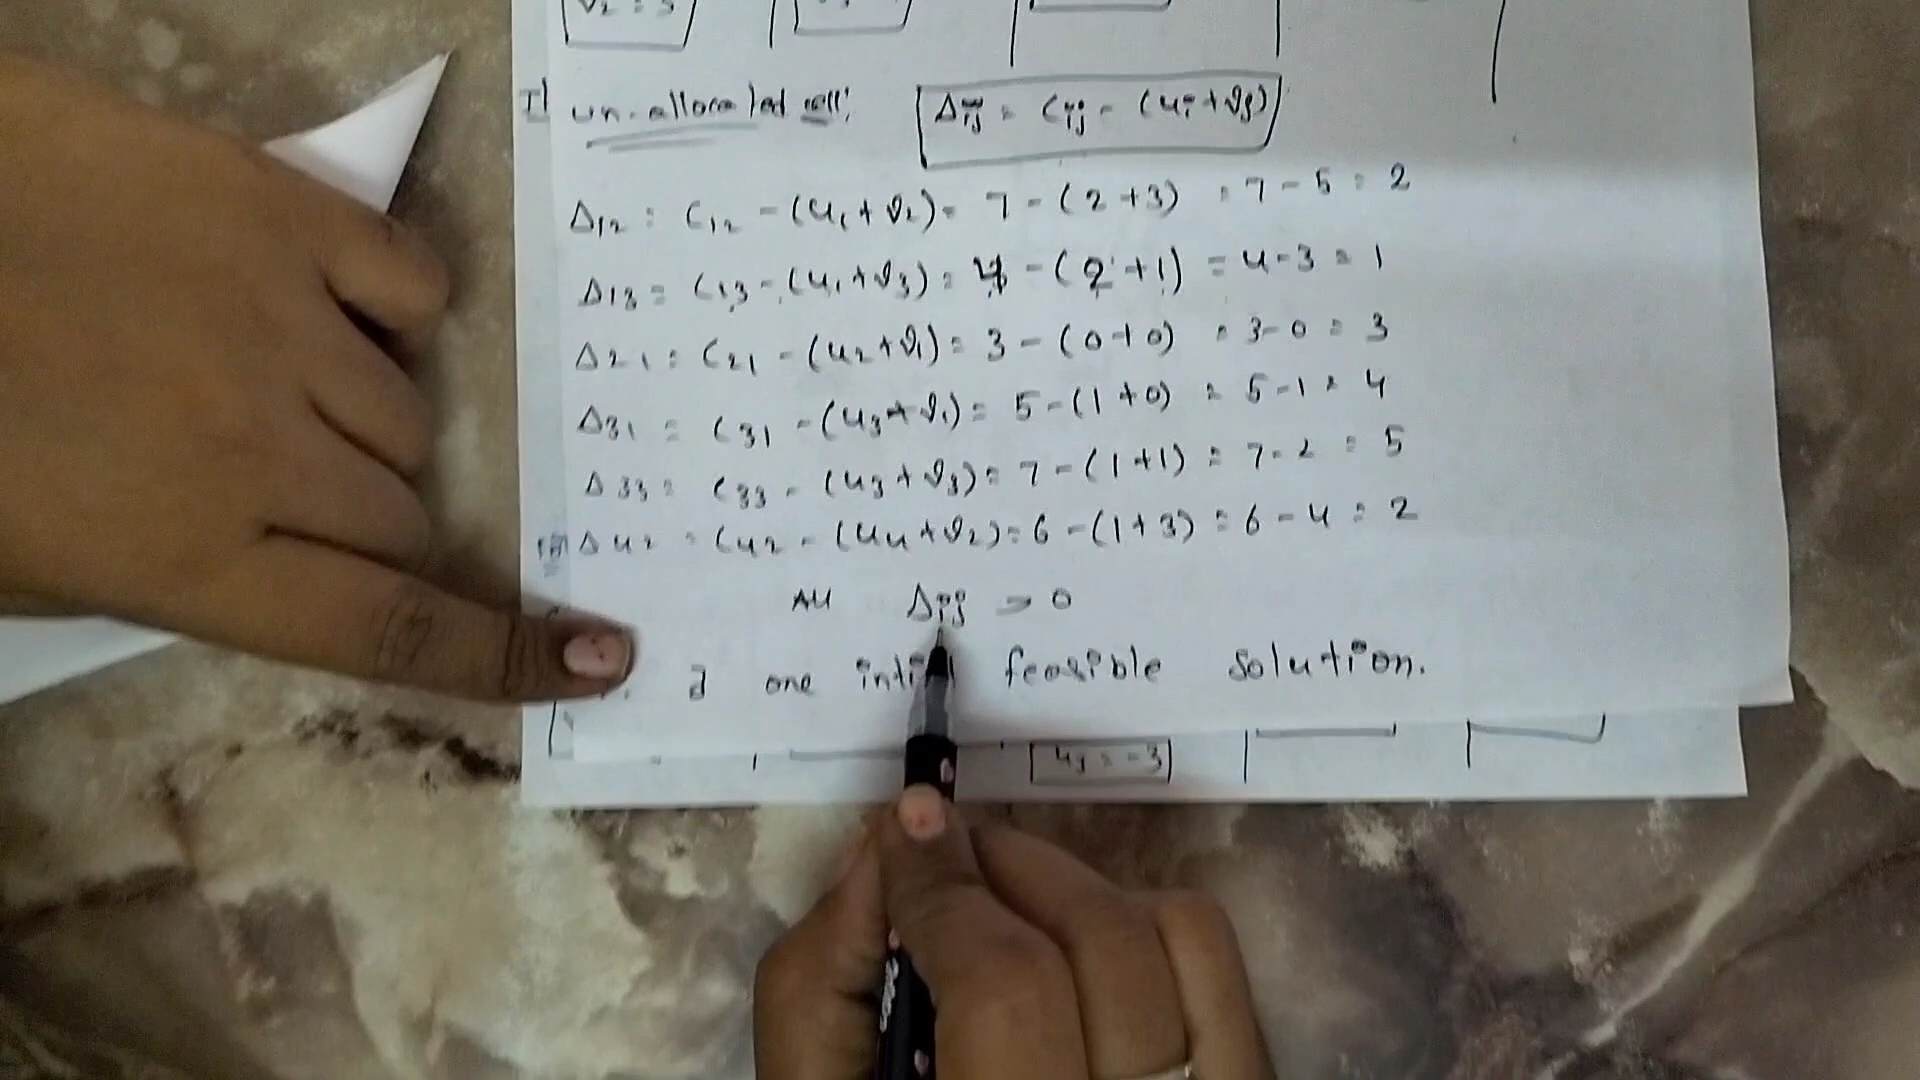 v2 = 3
II un-allocated cell;
Δij = Cij - (ui + vj)
Δ12 = C12 - (u1 + v2) = 7 - (2+3) = 7 - 5 = 2
Δ13 = C13 - (u1 + v3) = 4 - (2+1) = 4-3 = 1
Δ21 = C21 - (u2 + v1) = 3 - (0+0) = 3-0 = 3
Δ31 = C31 - (u3 + v1) = 5 - (1+0) = 5-1 = 4
Δ33 = C33 - (u3 + v3) = 7 - (1+1) = 7-2 = 5
Δ42 = C42 - (u4 + v2) = 6 - (1+3) = 6-4 = 2
All Δij > 0
one feasible solution.
= -3